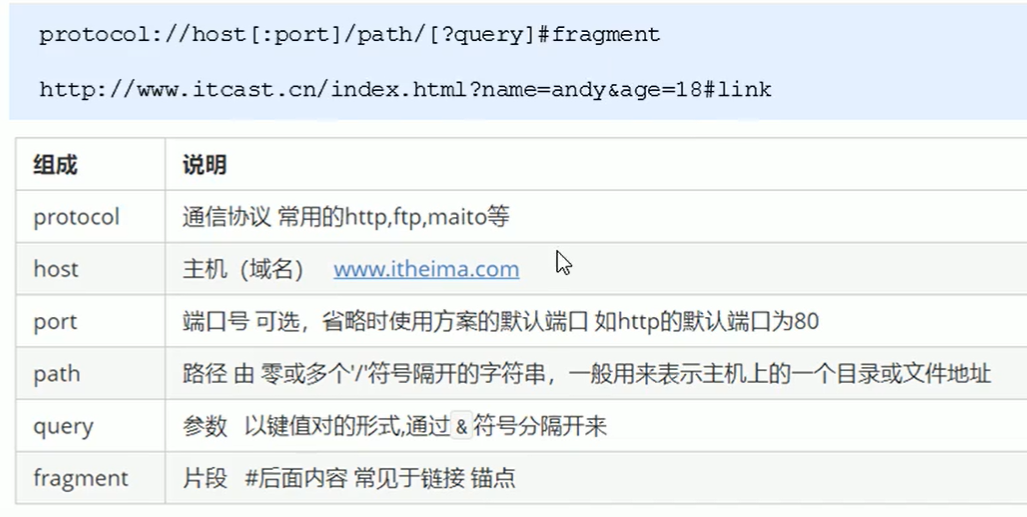 protocol://host[:port]/path/[?query]#fragment
http://www.itcast.cn/index.html?name=andy&age=18#link
组成 说明
protocol 通信协议 常用的http,ftp,maito等
host 主机（域名） www.itheima.com
port 端口号 可选，省略时使用方案的默认端口 如http的默认端口为80
path 路径 由 零或多个'/'符号隔开的字符串，一般用来表示主机上的一个目录或文件地址
query 参数 以键值对的形式,通过&符号分隔开来
fragment 片段 #后面内容 常见于链接 锚点